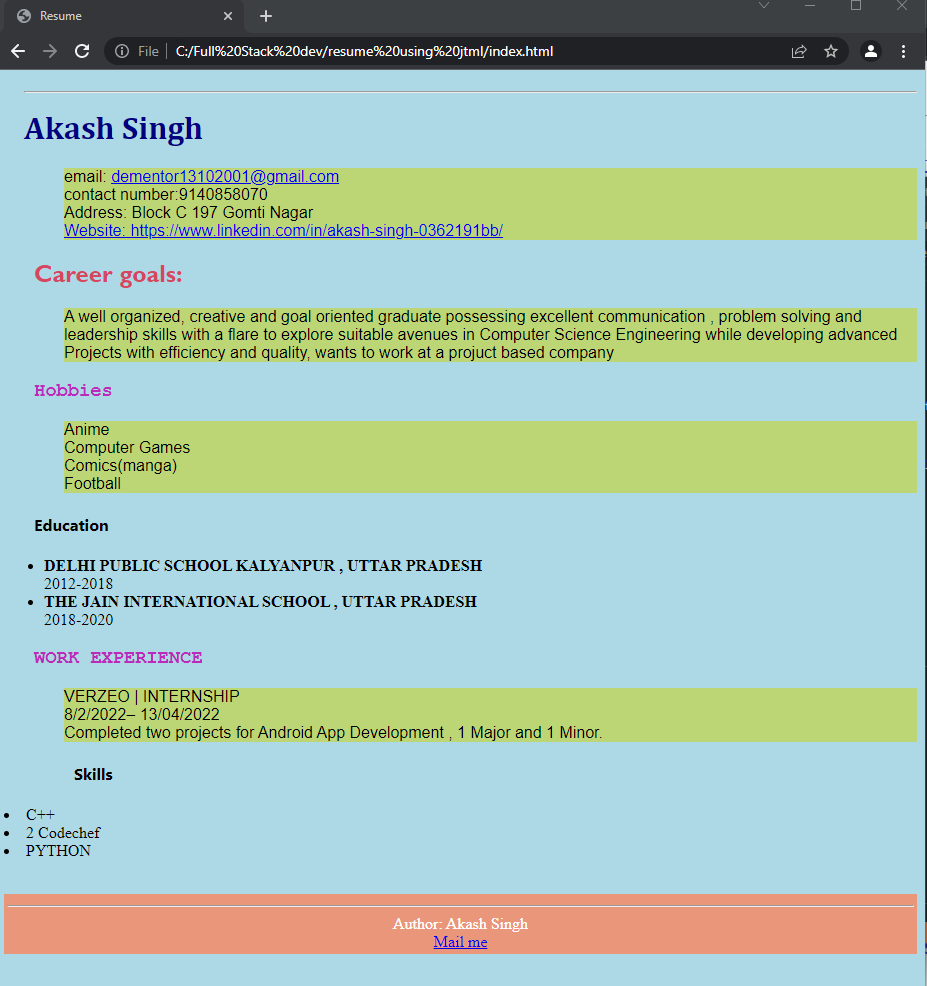 Resume
File
C:/Full%20Stack%20dev/resume%20using%20jtml/index.html
Akash Singh
email: dementor13102001@gmail.com
contact number:9140858070
Address: Block C 197 Gomti Nagar
Website: https://www.linkedin.com/in/akash-singh-0362191bb/
Career goals:
A well organized, creative and goal oriented graduate possessing excellent communication , problem solving and
leadership skills with a flare to explore suitable avenues in Computer Science Engineering while developing advanced
Projects with efficiency and quality, wants to work at a project based company
Hobbies
Anime
Computer Games
Comics(manga)
Football
Education
• DELHI PUBLIC SCHOOL KALYANPUR , UTTAR PRADESH
2012-2018
• THE JAIN INTERNATIONAL SCHOOL , UTTAR PRADESH
2018-2020
WORK EXPERIENCE
VERZEO | INTERNSHIP
8/2/2022– 13/04/2022
Completed two projects for Android App Development , 1 Major and 1 Minor.
Skills
• C++
• 2 Codechef
• PYTHON
Author: Akash Singh
Mail me